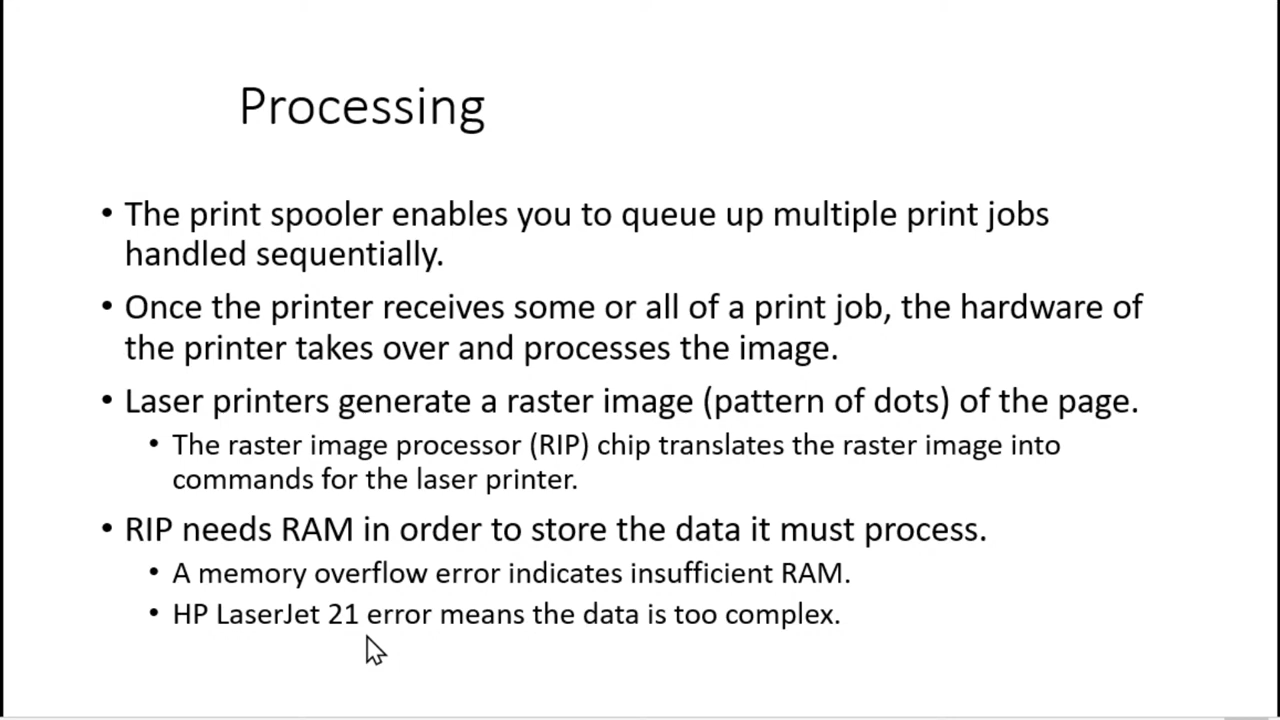 Processing
• The print spooler enables you to queue up multiple print jobs
handled sequentially.
• Once the printer receives some or all of a print job, the hardware of
the printer takes over and processes the image.
• Laser printers generate a raster image (pattern of dots) of the page.
• The raster image processor (RIP) chip translates the raster image into
commands for the laser printer.
• RIP needs RAM in order to store the data it must process.
• A memory overflow error indicates insufficient RAM.
• HP LaserJet 21 error means the data is too complex.